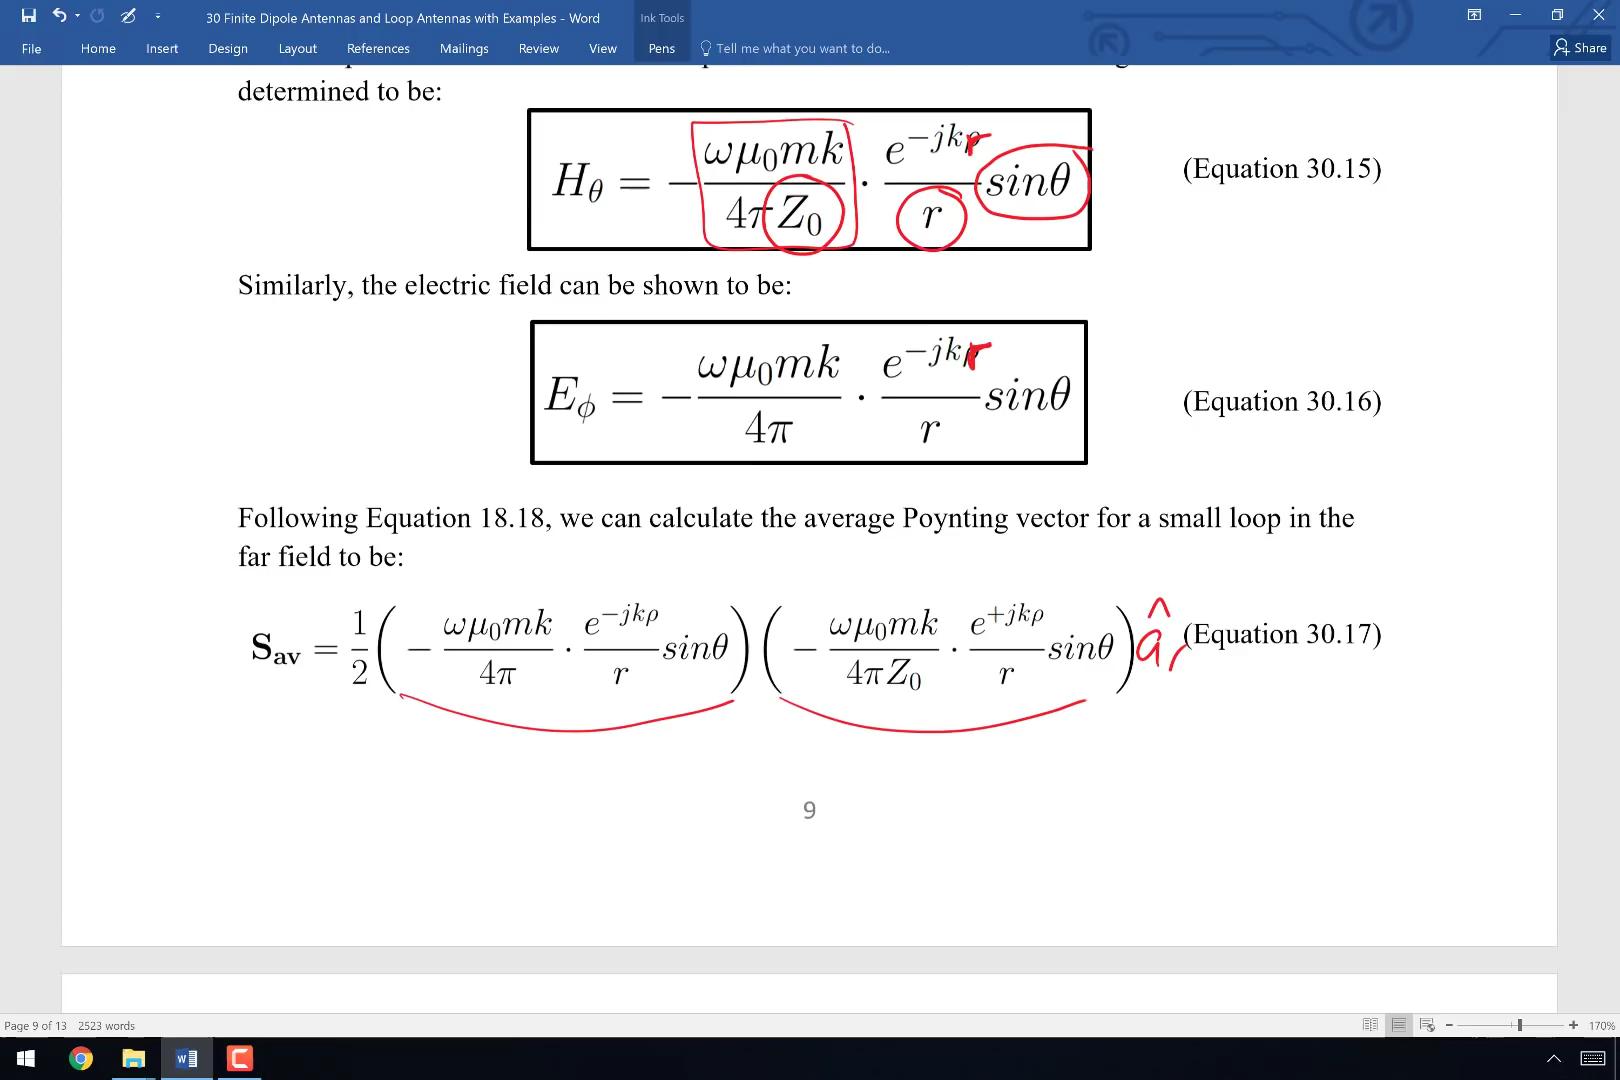 30 Finite Dipole Antennas and Loop Antennas with Examples - Word
Ink Tools
File Home Insert Design Layout References Mailings Review View Pens Tell me what you want to do... Share
determined to be:
H_θ = − ωμ₀mk / 4πZ₀ · e^{−jkr} / r sinθ (Equation 30.15)
Similarly, the electric field can be shown to be:
E_ϕ = − ωμ₀mk / 4π · e^{−jkr} / r sinθ (Equation 30.16)
Following Equation 18.18, we can calculate the average Poynting vector for a small loop in the
far field to be:
S_av = 1/2 ( − ωμ₀mk / 4π · e^{−jkρ} / r sinθ ) ( − ωμ₀mk / 4πZ₀ · e^{+jkρ} / r sinθ ) â_r (Equation 30.17)
9
Page 9 of 13 2523 words 170%